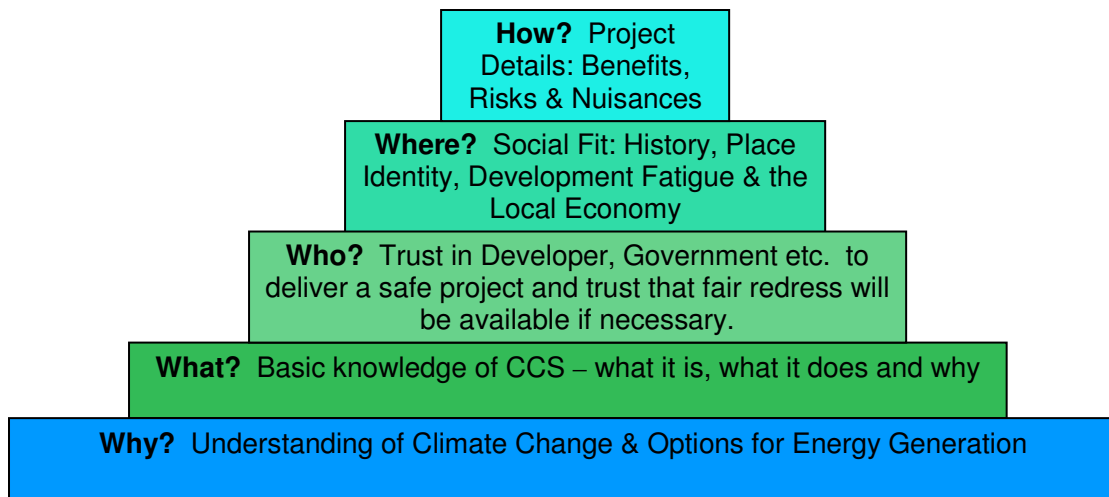 How? Project
Details: Benefits,
Risks & Nuisances
Where? Social Fit: History, Place
Identity, Development Fatigue & the
Local Economy
Who? Trust in Developer, Government etc. to
deliver a safe project and trust that fair redress will
be available if necessary.
What? Basic knowledge of CCS – what it is, what it does and why
Why? Understanding of Climate Change & Options for Energy Generation